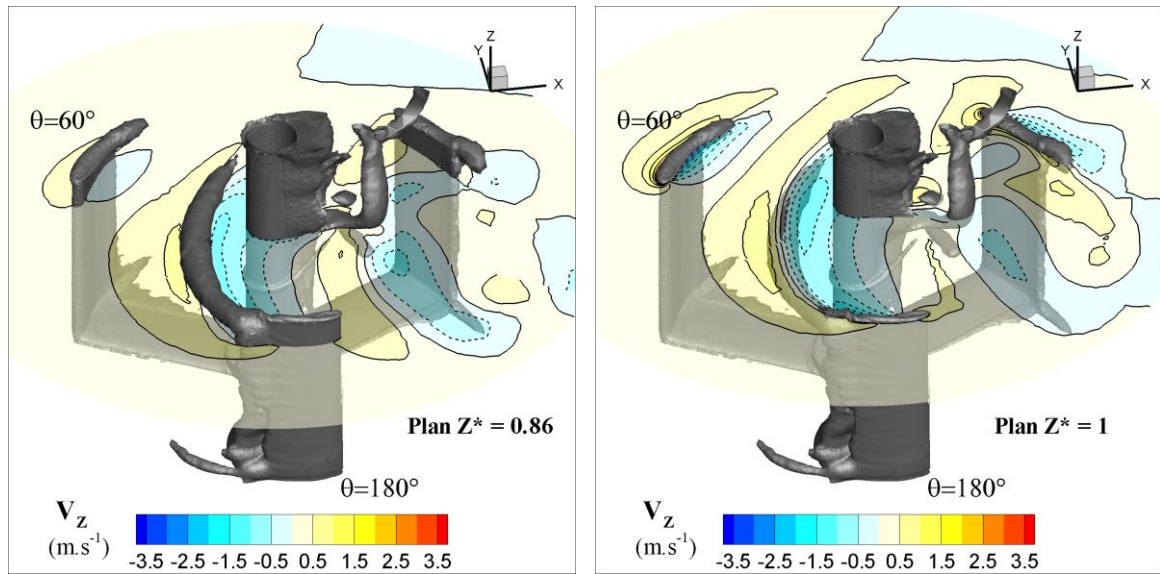 Z
Y
X
θ=60°
Plan Z* = 0.86
θ=180°
V_Z
(m.s⁻¹)
-3.5 -2.5 -1.5 -0.5 0.5 1.5 2.5 3.5
Z
Y
X
θ=60°
Plan Z* = 1
θ=180°
V_Z
(m.s⁻¹)
-3.5 -2.5 -1.5 -0.5 0.5 1.5 2.5 3.5